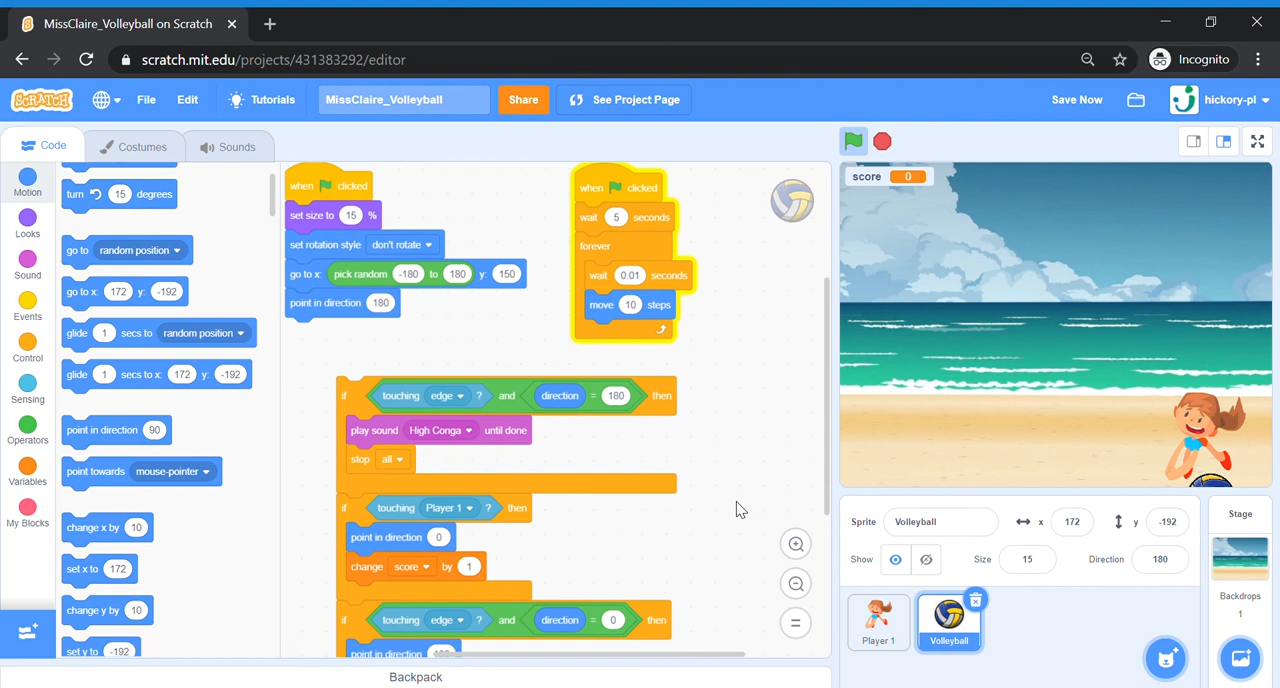 MissClaire_Volleyball on Scratch
scratch.mit.edu/projects/431383292/editor
Incognito
SCRATCH
File
Edit
Tutorials
MissClaire_Volleyball
Share
See Project Page
Save Now
hickory-pl
Code
Costumes
Sounds
Motion
Looks
Sound
Events
Control
Sensing
Operators
Variables
My Blocks
turn 15 degrees
go to random position
go to x: 172 y: -192
glide 1 secs to random position
glide 1 secs to x: 172 y: -192
point in direction 90
point towards mouse-pointer
change x by 10
set x to 172
change y by 10
set y to -192
when clicked
set size to 15 %
set rotation style don't rotate
go to x: pick random -180 to 180 y: 150
point in direction 180
when clicked
wait 5 seconds
forever
wait 0.01 seconds
move 10 steps
if touching edge ? and direction = 180 then
play sound High Conga until done
stop all
if touching Player 1 ? then
point in direction 0
change score by 1
if touching edge ? and direction = 0 then
point in direction
Backpack
score 0
Sprite Volleyball x 172 y -192
Show Size 15 Direction 180
Player 1
Volleyball
Stage
Backdrops
1